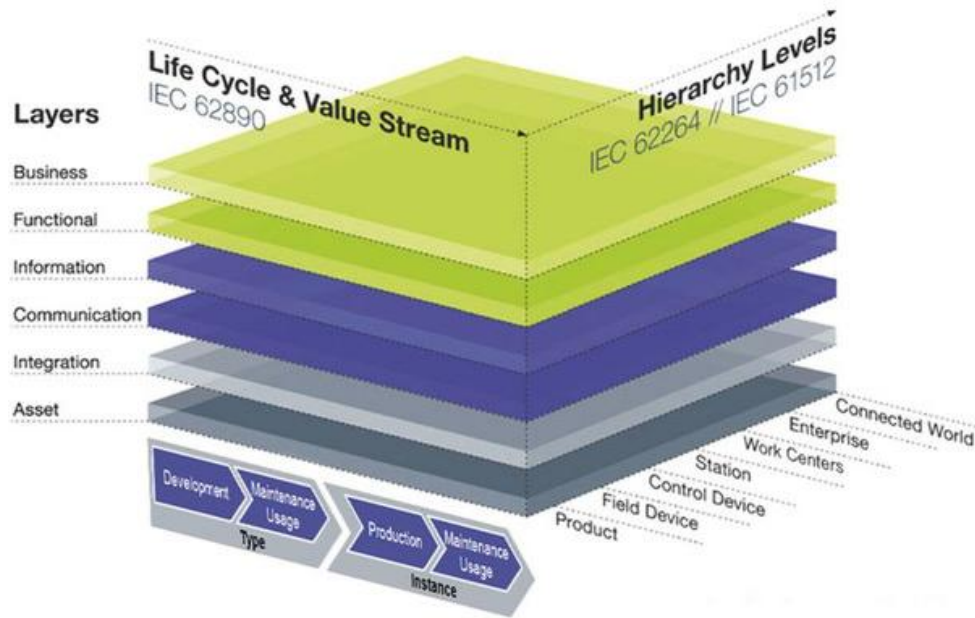 Life Cycle & Value Stream
IEC 62890
Hierarchy Levels
IEC 62264 // IEC 61512
Layers
Business
Functional
Information
Communication
Integration
Asset
Development
Maintenance
Usage
Type
Production
Maintenance
Usage
Instance
Connected World
Enterprise
Work Centers
Station
Control Device
Field Device
Product